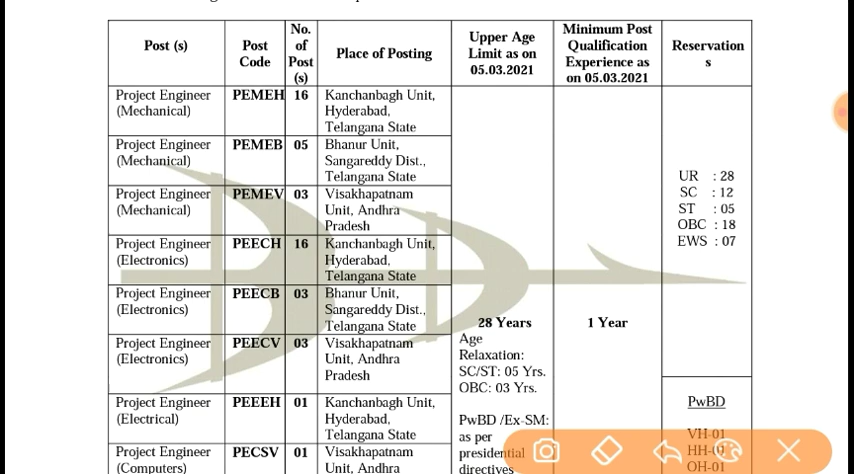 Post (s)
Post Code
No. of Post (s)
Place of Posting
Upper Age Limit as on 05.03.2021
Minimum Post Qualification Experience as on 05.03.2021
Reservation s
Project Engineer (Mechanical)
PEMEH
16
Kanchanbagh Unit, Hyderabad, Telangana State
Project Engineer (Mechanical)
PEMEB
05
Bhanur Unit, Sangareddy Dist., Telangana State
Project Engineer (Mechanical)
PEMEV
03
Visakhapatnam Unit, Andhra Pradesh
Project Engineer (Electronics)
PEECH
16
Kanchanbagh Unit, Hyderabad, Telangana State
Project Engineer (Electronics)
PEECB
03
Bhanur Unit, Sangareddy Dist., Telangana State
Project Engineer (Electronics)
PEECV
03
Visakhapatnam Unit, Andhra Pradesh
Project Engineer (Electrical)
PEEEH
01
Kanchanbagh Unit, Hyderabad, Telangana State
Project Engineer (Computers)
PECSV
01
Visakhapatnam Unit, Andhra
28 Years
Age
Relaxation:
SC/ST: 05 Yrs.
OBC: 03 Yrs.
PwBD /Ex-SM:
as per
presidential
directives
1 Year
UR : 28
SC : 12
ST : 05
OBC : 18
EWS : 07
PwBD
VH-01
HH-01
OH-01